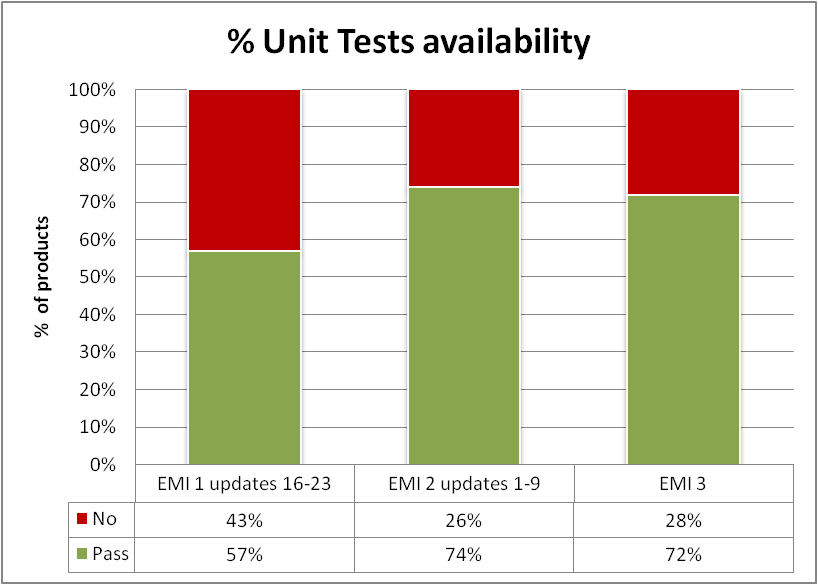 % Unit Tests availability
% of products
100%
90%
80%
70%
60%
50%
40%
30%
20%
10%
0%
EMI 1 updates 16-23 EMI 2 updates 1-9 EMI 3
No 43% 26% 28%
Pass 57% 74% 72%